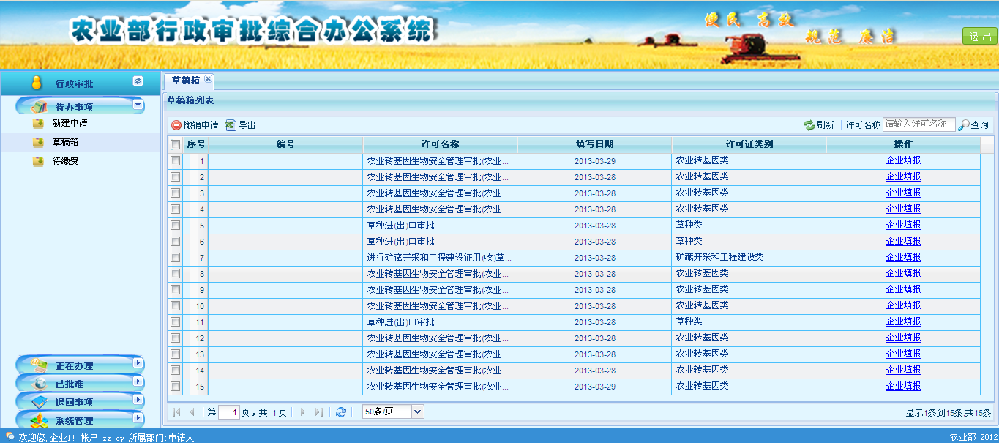 农业部行政审批综合办公系统
便民 高效
规范 廉洁
退 出
行政审批
待办事项
新建申请
草稿箱
待缴费
正在办理
已批准
退回事项
系统管理
草稿箱
草稿箱列表
撤销申请 导出 刷新 许可名称 请输入许可名称 查询
序号 编号 许可名称 填写日期 许可证类别 操作
1 农业转基因生物安全管理审批(农业... 2013-03-29 农业转基因类 企业填报
2 农业转基因生物安全管理审批(农业... 2013-03-28 农业转基因类 企业填报
3 农业转基因生物安全管理审批(农业... 2013-03-28 农业转基因类 企业填报
4 农业转基因生物安全管理审批(农业... 2013-03-28 农业转基因类 企业填报
5 草种进(出)口审批 2013-03-28 草种类 企业填报
6 草种进(出)口审批 2013-03-28 草种类 企业填报
7 进行矿藏开采和工程建设征用(收)草... 2013-03-28 矿藏开采和工程建设类 企业填报
8 农业转基因生物安全管理审批(农业... 2013-03-28 农业转基因类 企业填报
9 农业转基因生物安全管理审批(农业... 2013-03-28 农业转基因类 企业填报
10 农业转基因生物安全管理审批(农业... 2013-03-28 农业转基因类 企业填报
11 草种进(出)口审批 2013-03-28 草种类 企业填报
12 农业转基因生物安全管理审批(农业... 2013-03-28 农业转基因类 企业填报
13 农业转基因生物安全管理审批(农业... 2013-03-28 农业转基因类 企业填报
14 农业转基因生物安全管理审批(农业... 2013-03-28 农业转基因类 企业填报
15 农业转基因生物安全管理审批(农业... 2013-03-29 农业转基因类 企业填报
第 1 页，共 1 页 50条/页 显示1条到15条,共15条
欢迎您,企业1! 帐户:zz_qy 所属部门:申请人 农业部 2012